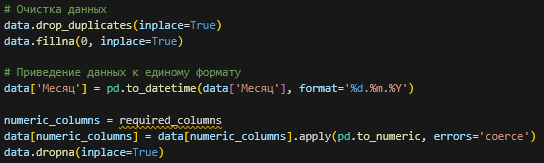 # Очистка данных
data.drop_duplicates(inplace=True)
data.fillna(0, inplace=True)
# Приведение данных к единому формату
data['Месяц'] = pd.to_datetime(data['Месяц'], format='%d.%m.%Y')
numeric_columns = required_columns
data[numeric_columns] = data[numeric_columns].apply(pd.to_numeric, errors='coerce')
data.dropna(inplace=True)